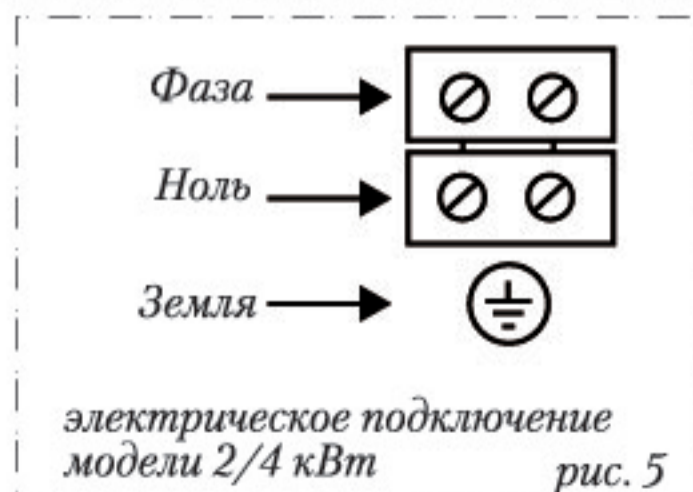 Фаза
Ноль
Земля
электрическое подключение
модели 2/4 кВт
рис. 5